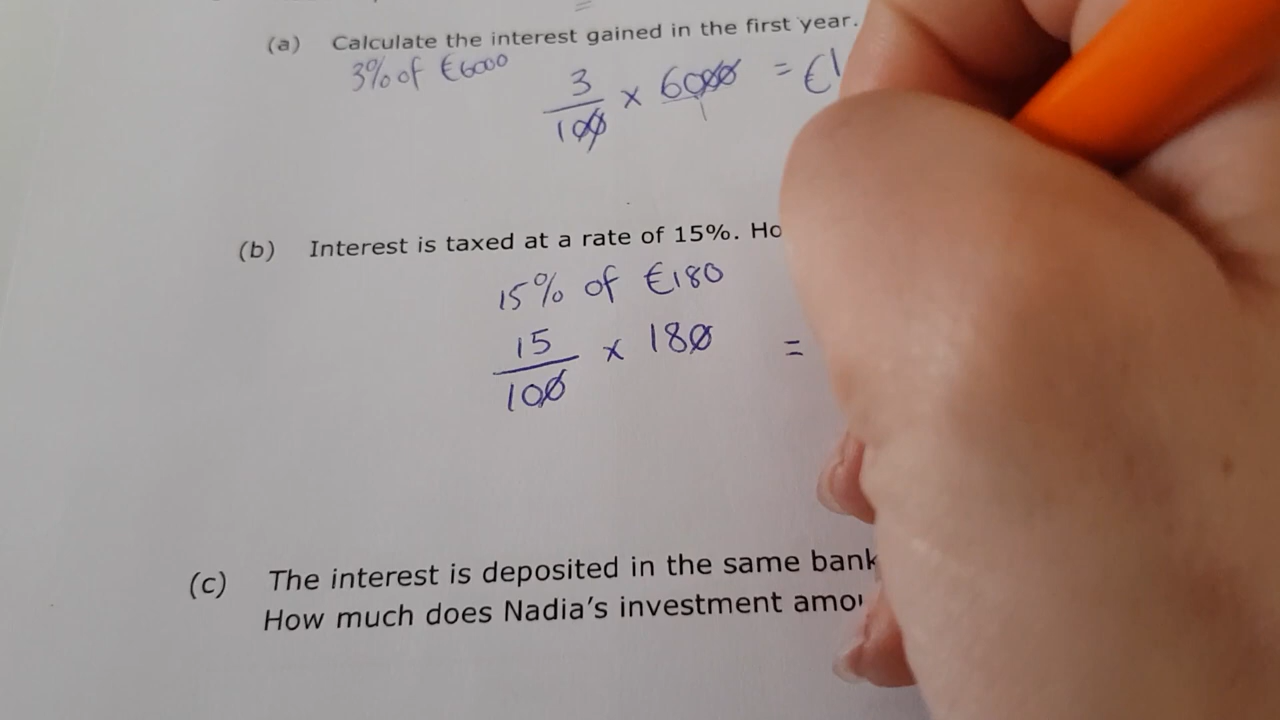 (a) Calculate the interest gained in the first year.
3% of €6000
3/100 × 6000 = €1
(b) Interest is taxed at a rate of 15%. Ho
15% of €180
15/100 × 180 =
(c) The interest is deposited in the same bank
How much does Nadia's investment amou